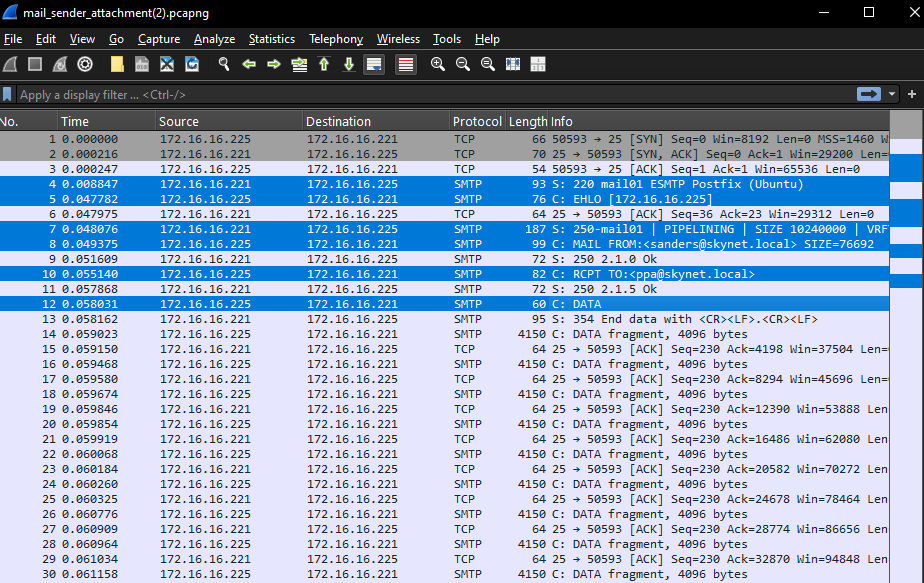 mail_sender_attachment(2).pcapng
File Edit View Go Capture Analyze Statistics Telephony Wireless Tools Help
Apply a display filter ... <Ctrl-/>
No. Time Source Destination Protocol Length Info
1 0.000000 172.16.16.225 172.16.16.221 TCP 66 50593 → 25 [SYN] Seq=0 Win=8192 Len=0 MSS=1460 W
2 0.000216 172.16.16.221 172.16.16.225 TCP 70 25 → 50593 [SYN, ACK] Seq=0 Ack=1 Win=29200 Len=
3 0.000247 172.16.16.225 172.16.16.221 TCP 54 50593 → 25 [ACK] Seq=1 Ack=1 Win=65536 Len=0
4 0.008847 172.16.16.221 172.16.16.225 SMTP 93 S: 220 mail01 ESMTP Postfix (Ubuntu)
5 0.047782 172.16.16.225 172.16.16.221 SMTP 76 C: EHLO [172.16.16.225]
6 0.047975 172.16.16.221 172.16.16.225 TCP 64 25 → 50593 [ACK] Seq=36 Ack=23 Win=29312 Len=0
7 0.048076 172.16.16.221 172.16.16.225 SMTP 187 S: 250-mail01 | PIPELINING | SIZE 10240000 | VRF
8 0.049375 172.16.16.225 172.16.16.221 SMTP 99 C: MAIL FROM:<sanders@skynet.local> SIZE=76692
9 0.051609 172.16.16.221 172.16.16.225 SMTP 72 S: 250 2.1.0 Ok
10 0.055140 172.16.16.225 172.16.16.221 SMTP 82 C: RCPT TO:<ppa@skynet.local>
11 0.057868 172.16.16.221 172.16.16.225 SMTP 72 S: 250 2.1.5 Ok
12 0.058031 172.16.16.225 172.16.16.221 SMTP 60 C: DATA
13 0.058162 172.16.16.221 172.16.16.225 SMTP 95 S: 354 End data with <CR><LF>.<CR><LF>
14 0.059023 172.16.16.225 172.16.16.221 SMTP 4150 C: DATA fragment, 4096 bytes
15 0.059150 172.16.16.221 172.16.16.225 TCP 64 25 → 50593 [ACK] Seq=230 Ack=4198 Win=37504 Len=
16 0.059468 172.16.16.225 172.16.16.221 SMTP 4150 C: DATA fragment, 4096 bytes
17 0.059580 172.16.16.221 172.16.16.225 TCP 64 25 → 50593 [ACK] Seq=230 Ack=8294 Win=45696 Len=
18 0.059674 172.16.16.225 172.16.16.221 SMTP 4150 C: DATA fragment, 4096 bytes
19 0.059846 172.16.16.221 172.16.16.225 TCP 64 25 → 50593 [ACK] Seq=230 Ack=12390 Win=53888 Len
20 0.059854 172.16.16.225 172.16.16.221 SMTP 4150 C: DATA fragment, 4096 bytes
21 0.059919 172.16.16.221 172.16.16.225 TCP 64 25 → 50593 [ACK] Seq=230 Ack=16486 Win=62080 Len
22 0.060068 172.16.16.225 172.16.16.221 SMTP 4150 C: DATA fragment, 4096 bytes
23 0.060184 172.16.16.221 172.16.16.225 TCP 64 25 → 50593 [ACK] Seq=230 Ack=20582 Win=70272 Len
24 0.060260 172.16.16.225 172.16.16.221 SMTP 4150 C: DATA fragment, 4096 bytes
25 0.060325 172.16.16.221 172.16.16.225 TCP 64 25 → 50593 [ACK] Seq=230 Ack=24678 Win=78464 Len
26 0.060776 172.16.16.225 172.16.16.221 SMTP 4150 C: DATA fragment, 4096 bytes
27 0.060909 172.16.16.221 172.16.16.225 TCP 64 25 → 50593 [ACK] Seq=230 Ack=28774 Win=86656 Len
28 0.060964 172.16.16.225 172.16.16.221 SMTP 4150 C: DATA fragment, 4096 bytes
29 0.061034 172.16.16.221 172.16.16.225 TCP 64 25 → 50593 [ACK] Seq=230 Ack=32870 Win=94848 Len
30 0.061158 172.16.16.225 172.16.16.221 SMTP 4150 C: DATA fragment, 4096 bytes